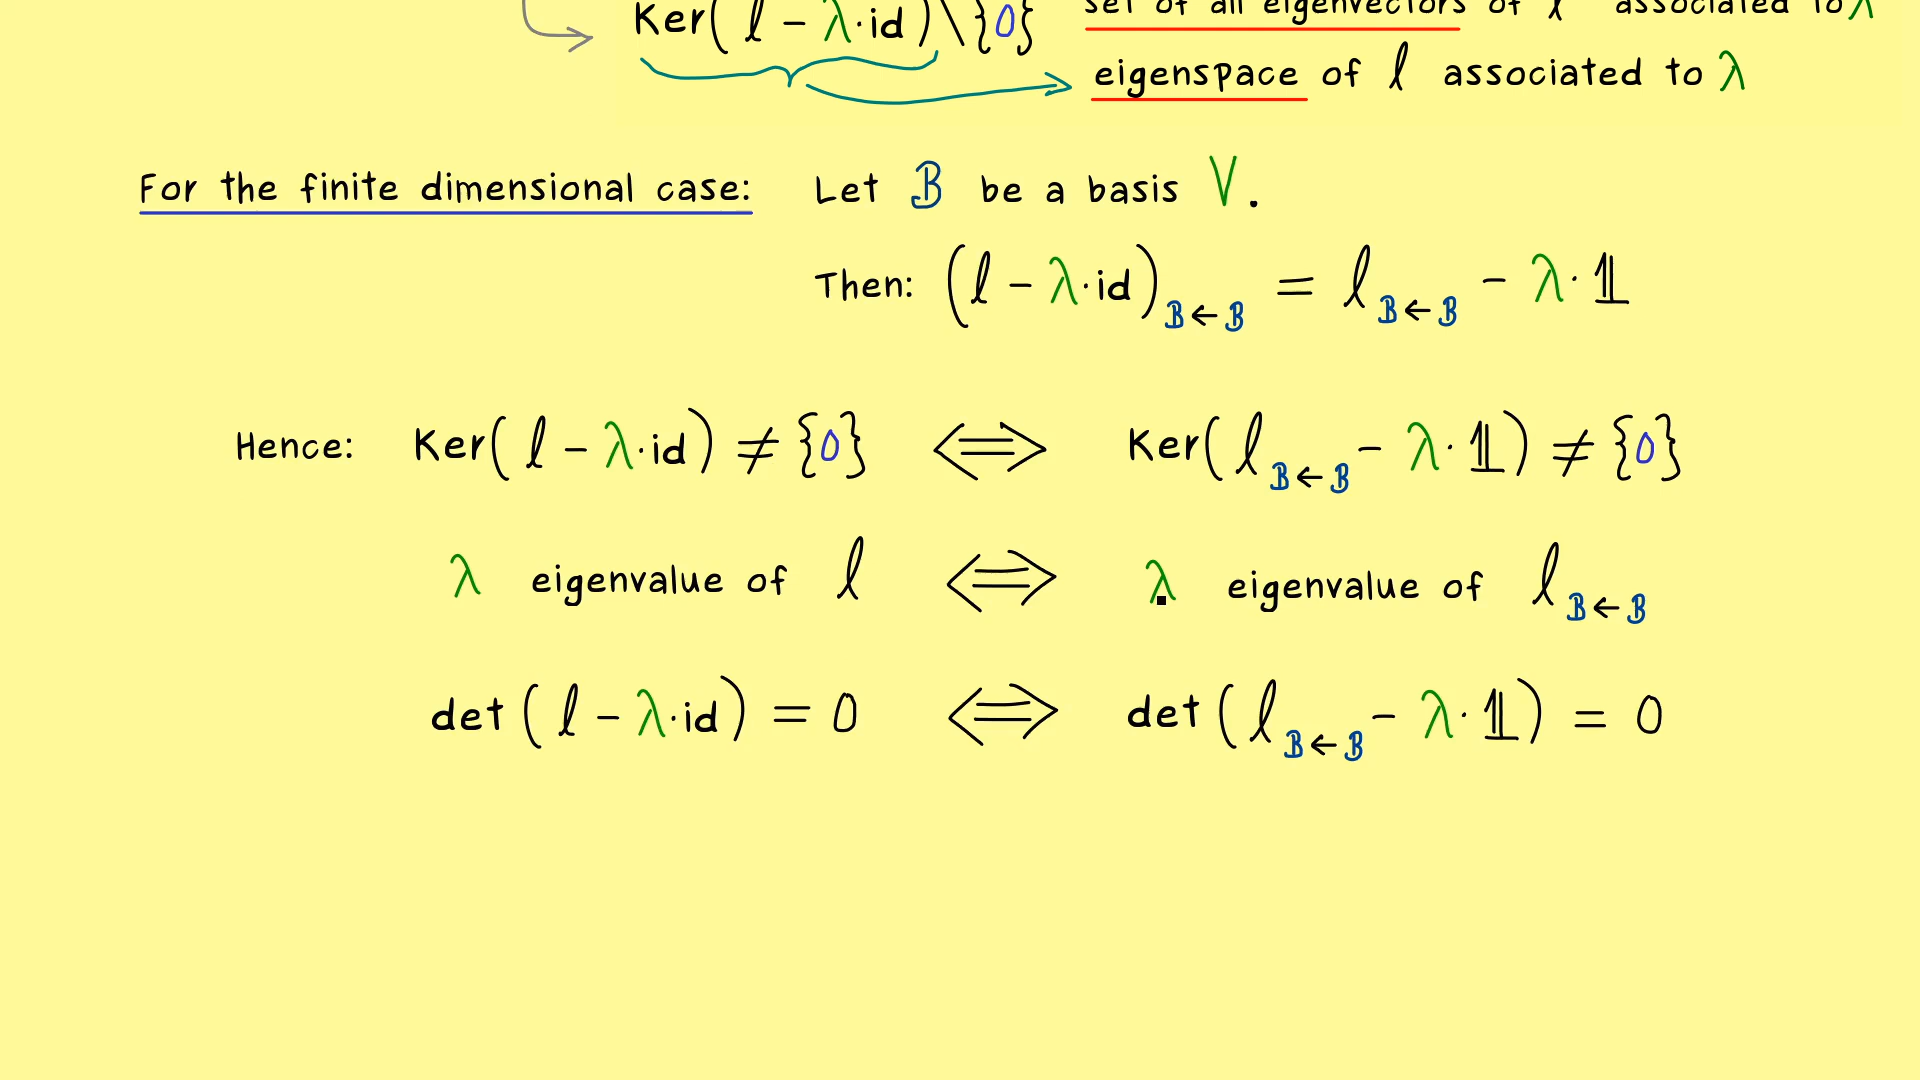 Ker(ℓ − λ·id)\{0} set of all eigenvectors of ℓ associated to λ
eigenspace of ℓ associated to λ
For the finite dimensional case: Let B be a basis V.
Then: (ℓ − λ·id)_{B←B} = ℓ_{B←B} − λ·𝟙
Hence: Ker(ℓ − λ·id) ≠ {0} ⟺ Ker(ℓ_{B←B} − λ·𝟙) ≠ {0}
λ eigenvalue of ℓ ⟺ λ eigenvalue of ℓ_{B←B}
det(ℓ − λ·id) = 0 ⟺ det(ℓ_{B←B} − λ·𝟙) = 0